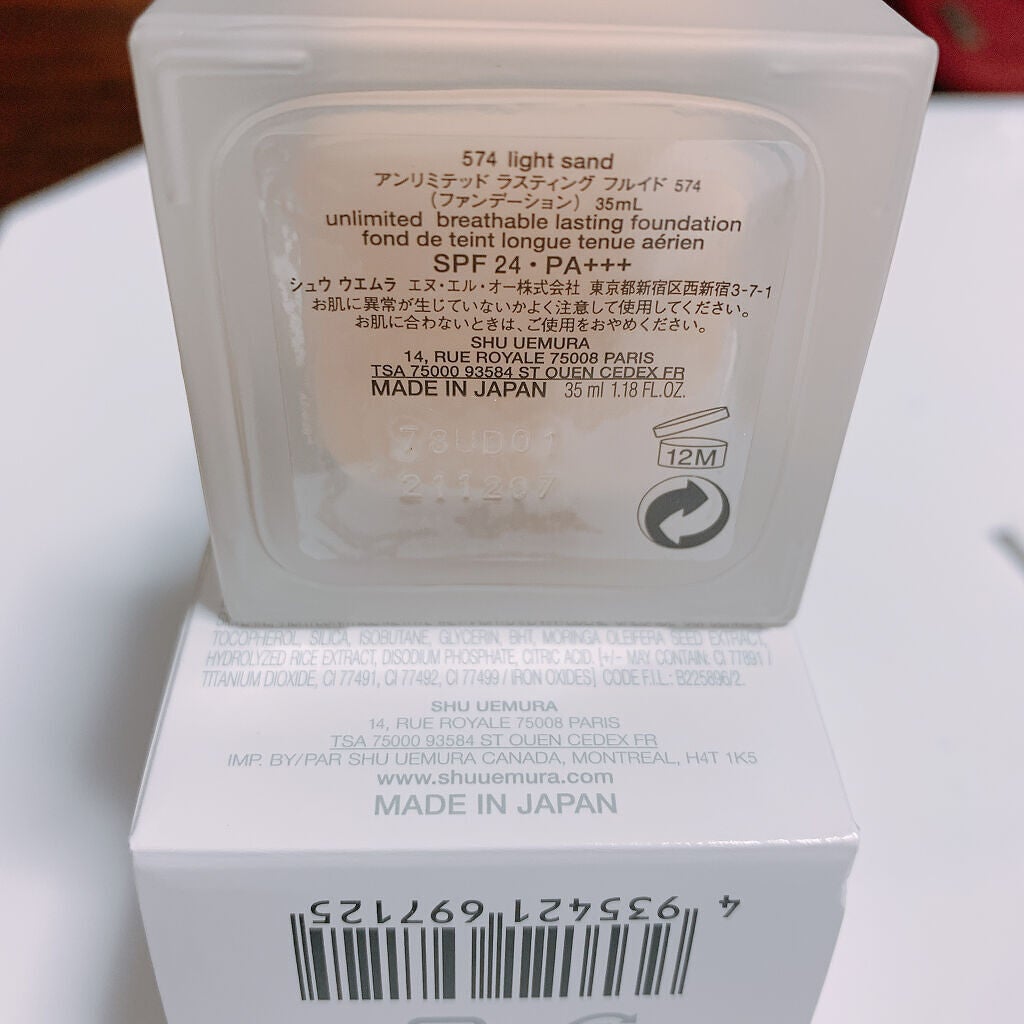 574 light sand
アンリミテッド ラスティング フルイド 574
（ファンデーション） 35mL
unlimited breathable lasting foundation
fond de teint longue tenue aérien
SPF 24・PA+++
シュウ ウエムラ エヌ・エル・オー株式会社 東京都新宿区西新宿3-7-1
お肌に異常が生じていないかよく注意して使用してください。
お肌に合わないときは、ご使用をおやめください。
SHU UEMURA
14, RUE ROYALE 75008 PARIS
TSA 75000 93584 ST OUEN CEDEX FR
MADE IN JAPAN 35 ml 1.18 FL.OZ.
78UD01
12M
TOCOPHEROL, SILICA, ISOBUTANE, GLYCERIN, BHT, MORINGA OLEIFERA SEED EXTRACT,
HYDROLYZED RICE EXTRACT, DISODIUM PHOSPHATE, CITRIC ACID. [+/- MAY CONTAIN: CI 77891 /
TITANIUM DIOXIDE, CI 77491, CI 77492, CI 77499 / IRON OXIDES] CODE F.I.L.: B225896/2.
SHU UEMURA
14, RUE ROYALE 75008 PARIS
TSA 75000 93584 ST OUEN CEDEX FR
IMP. BY/PAR SHU UEMURA CANADA, MONTREAL, H4T 1K5
www.shuuemura.com
MADE IN JAPAN
4 935421 697125